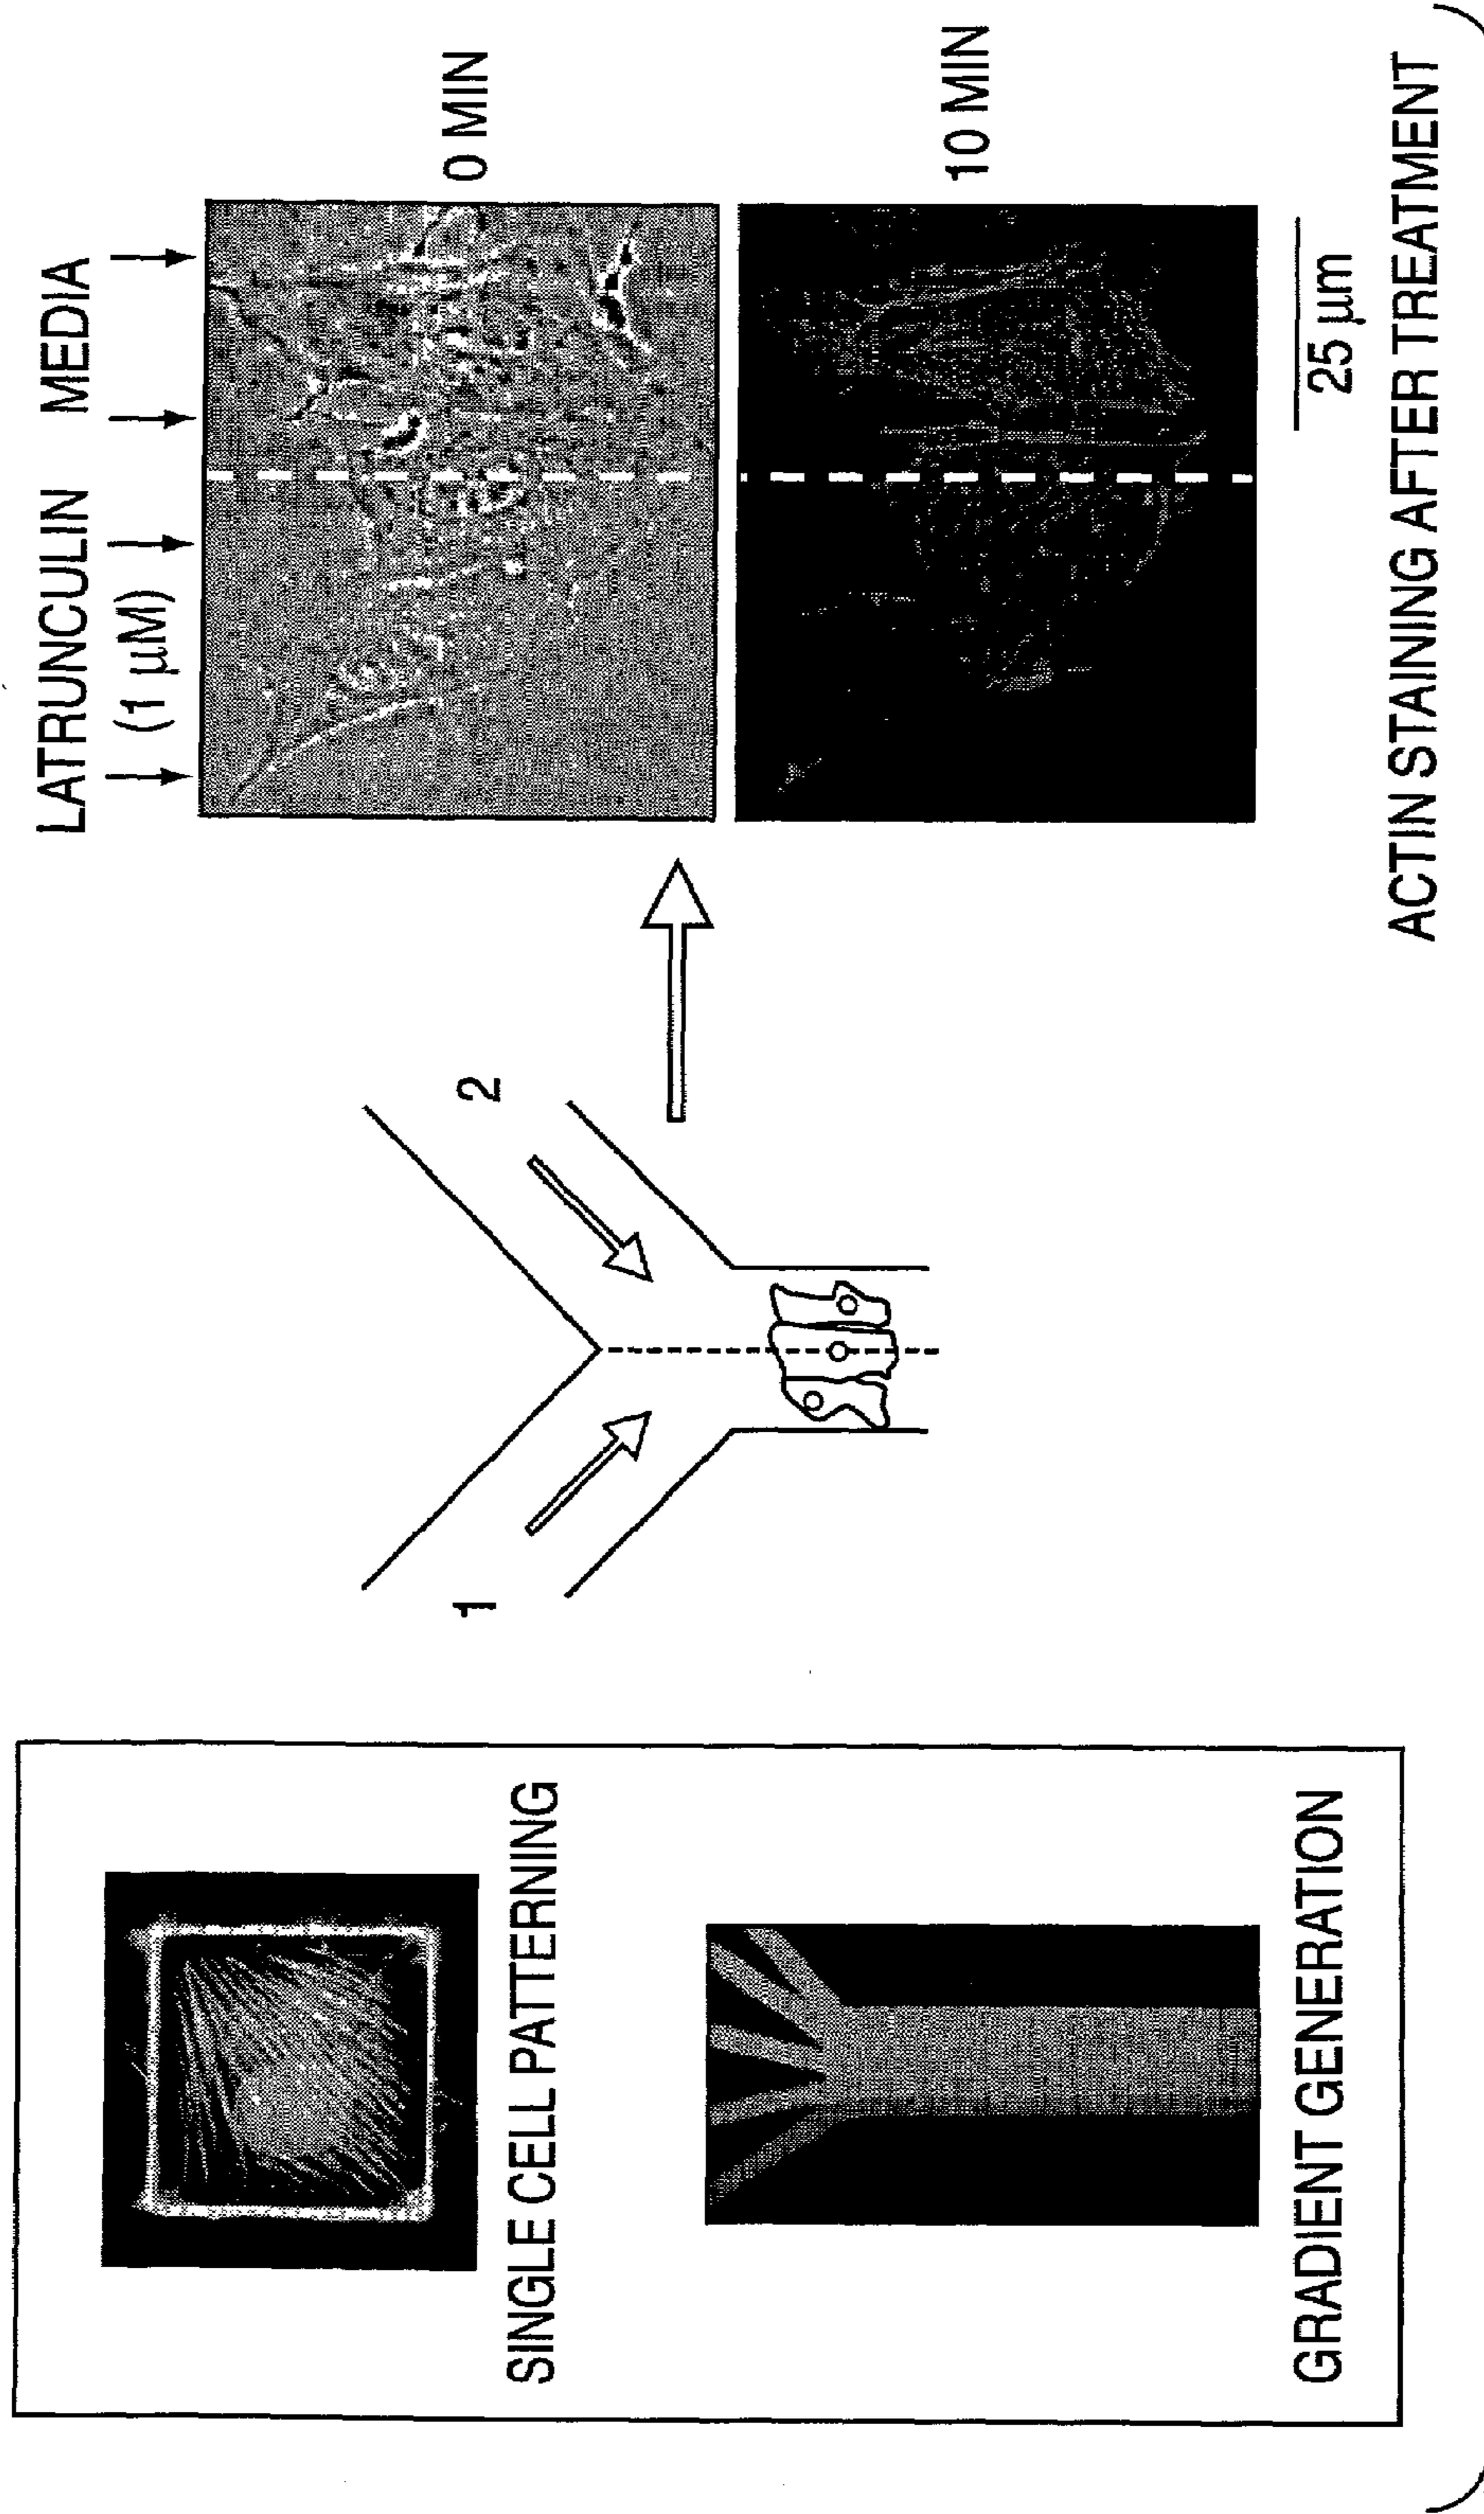 SINGLE CELL PATTERNING
GRADIENT GENERATION
1
2
LATRUNCULIN
(1 µM)
MEDIA
0 MIN
10 MIN
25 µm
ACTIN STAINING AFTER TREATMENT